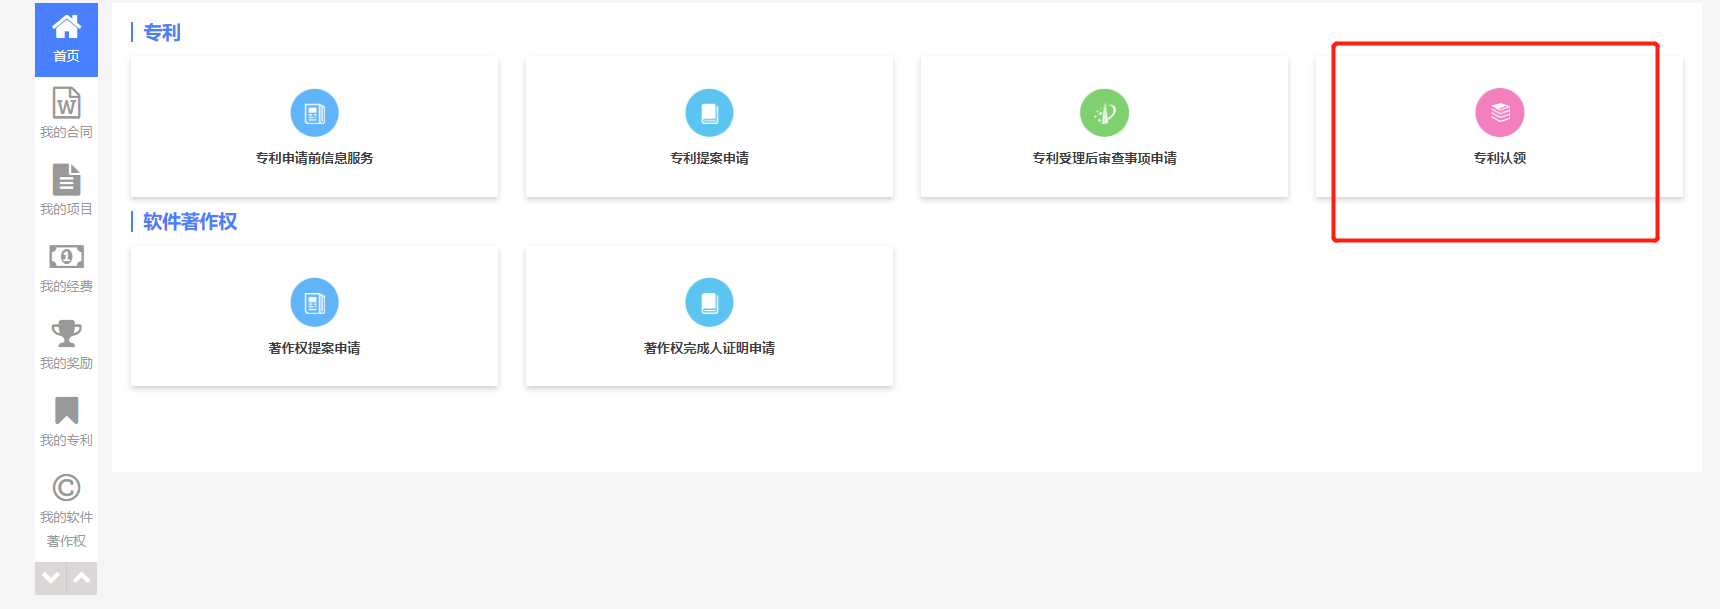 首页
我的合同
我的项目
我的经费
我的奖励
我的专利
我的软件
著作权
专利
专利申请前信息服务
专利提案申请
专利受理后审查事项申请
专利认领
软件著作权
著作权提案申请
著作权完成人证明申请